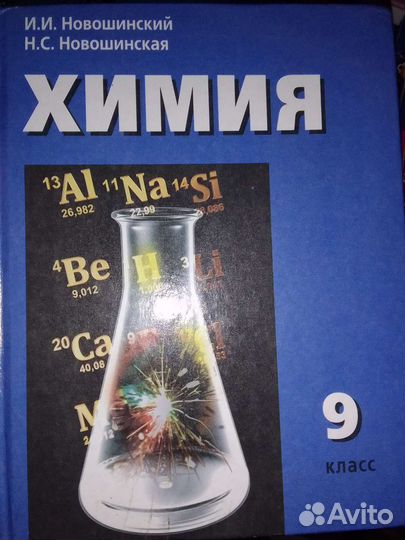 И.И. Новошинский
Н.С. Новошинская
ХИМИЯ
13Al 11Na 14Si
26,982 22,99
4Be H Li
9,012
20Ca
40,08
M
9
класс
Avito